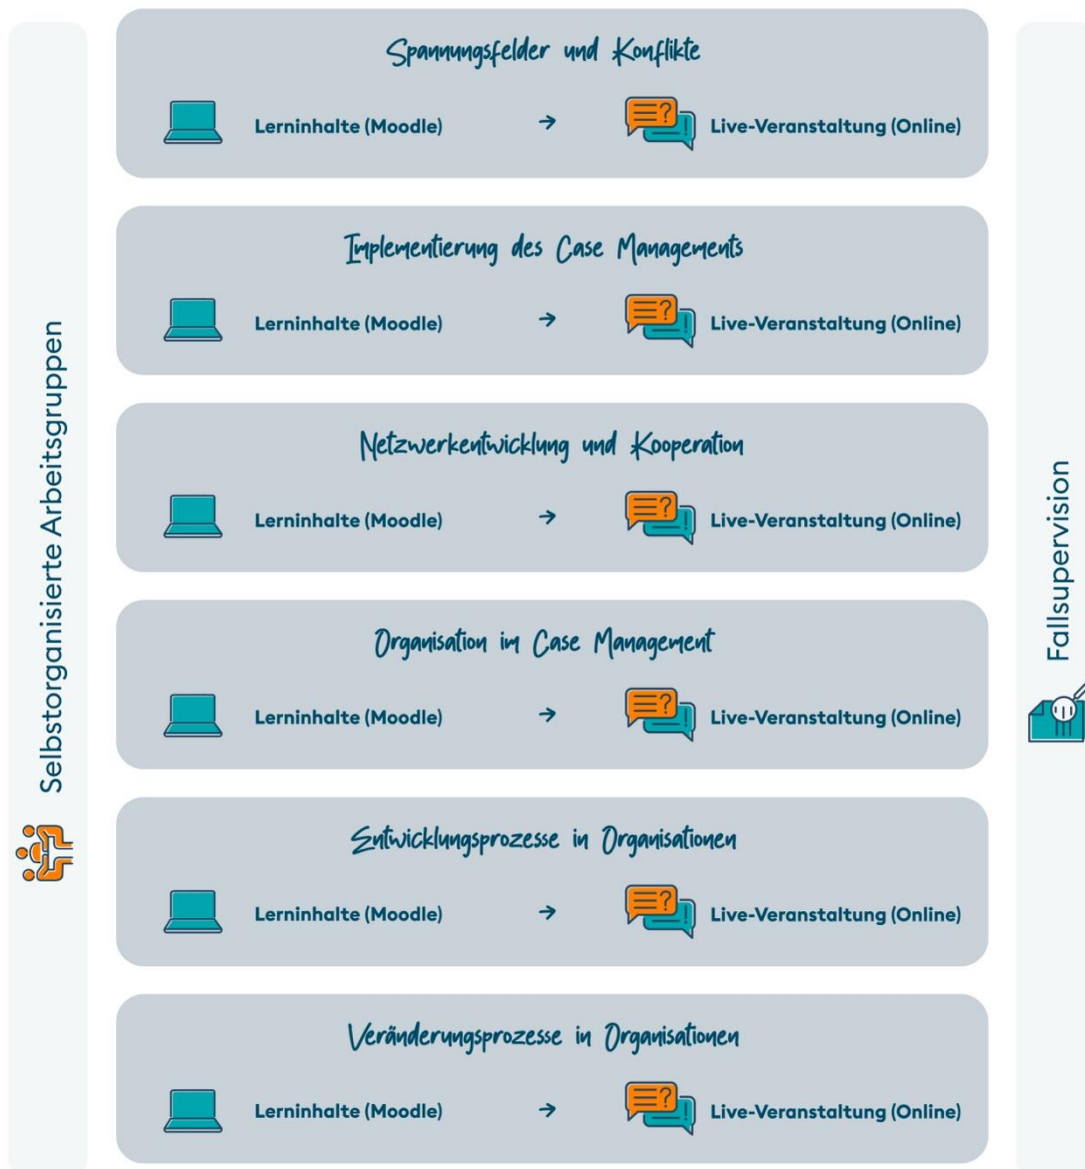 Selbstorganisierte Arbeitsgruppen
Spannungsfelder und Konflikte
Lerninhalte (Moodle) → Live-Veranstaltung (Online)
Implementierung des Case Managements
Lerninhalte (Moodle) → Live-Veranstaltung (Online)
Netzwerkentwicklung und Kooperation
Lerninhalte (Moodle) → Live-Veranstaltung (Online)
Organisation im Case Management
Lerninhalte (Moodle) → Live-Veranstaltung (Online)
Entwicklungsprozesse in Organisationen
Lerninhalte (Moodle) → Live-Veranstaltung (Online)
Veränderungsprozesse in Organisationen
Lerninhalte (Moodle) → Live-Veranstaltung (Online)
Fallsupervision